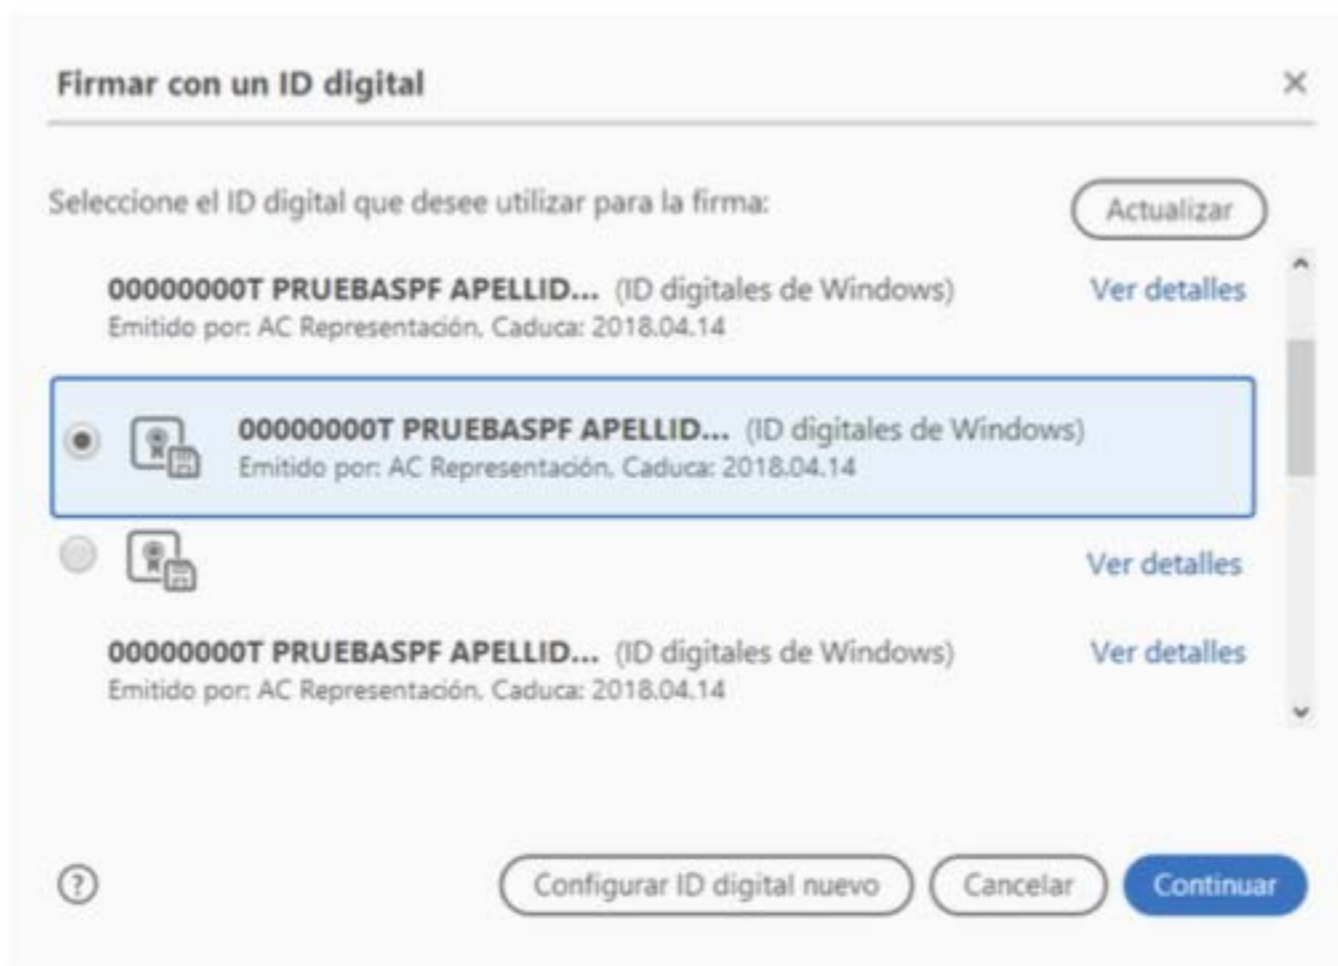 Firmar con un ID digital
Seleccione el ID digital que desee utilizar para la firma:
Actualizar
00000000T PRUEBASPF APELLID... (ID digitales de Windows) Ver detalles
Emitido por: AC Representación. Caduca: 2018.04.14
00000000T PRUEBASPF APELLID... (ID digitales de Windows)
Emitido por: AC Representación. Caduca: 2018.04.14
Ver detalles
00000000T PRUEBASPF APELLID... (ID digitales de Windows) Ver detalles
Emitido por: AC Representación. Caduca: 2018.04.14
Configurar ID digital nuevo Cancelar Continuar